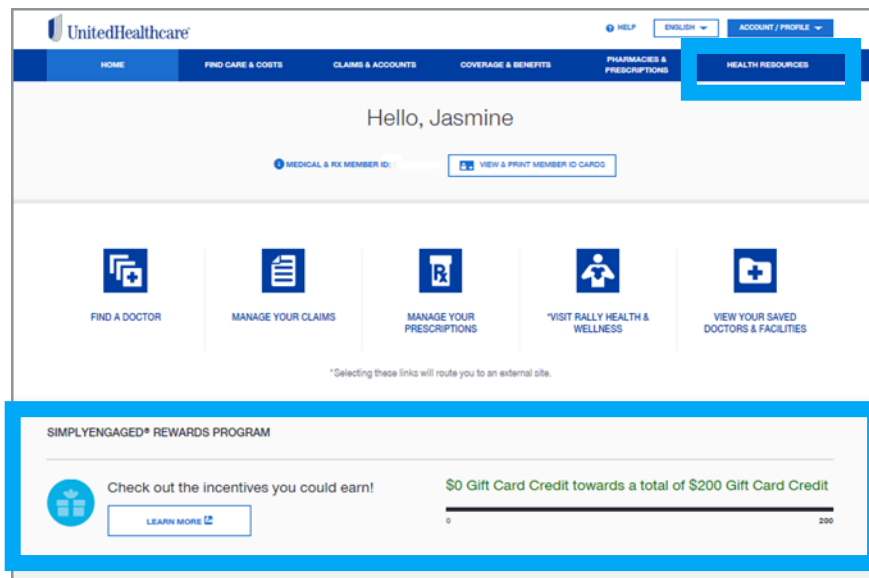 UnitedHealthcare®
HELP
ENGLISH
ACCOUNT / PROFILE
HOME
FIND CARE & COSTS
CLAIMS & ACCOUNTS
COVERAGE & BENEFITS
PHARMACIES &
PRESCRIPTIONS
HEALTH RESOURCES
Hello, Jasmine
MEDICAL & RX MEMBER ID:
VIEW & PRINT MEMBER ID CARDS
Rx
FIND A DOCTOR
MANAGE YOUR CLAIMS
MANAGE YOUR
PRESCRIPTIONS
*VISIT RALLY HEALTH &
WELLNESS
VIEW YOUR SAVED
DOCTORS & FACILITIES
*Selecting these links will route you to an external site.
SIMPLYENGAGED® REWARDS PROGRAM
Check out the incentives you could earn!
LEARN MORE
$0 Gift Card Credit towards a total of $200 Gift Card Credit
0
200